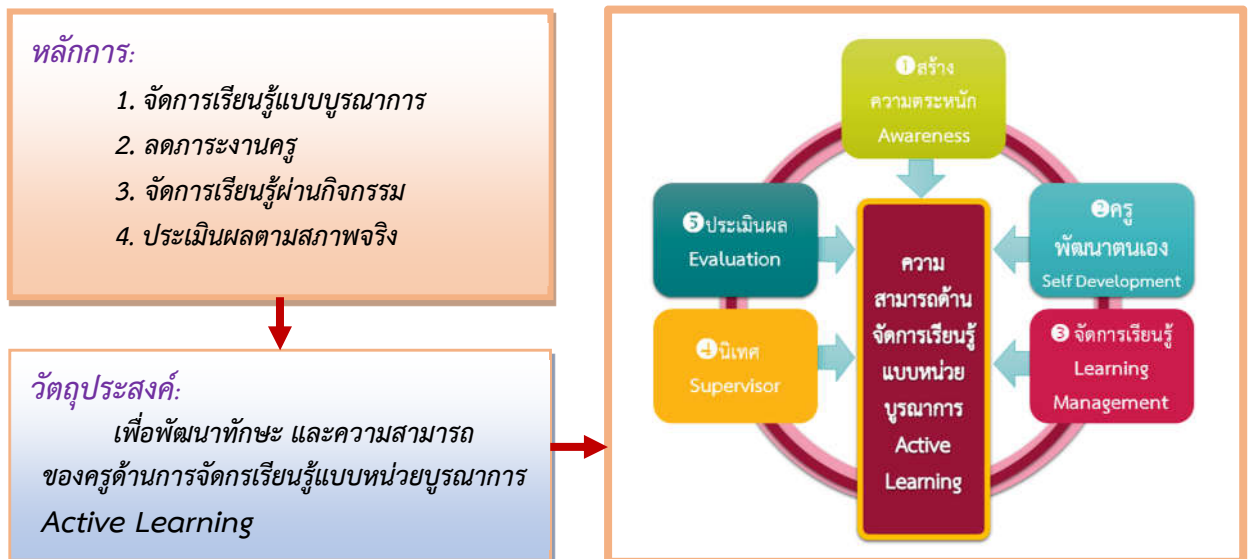 หลักการ:
1. จัดการเรียนรู้แบบบูรณาการ
2. ลดภาระงานครู
3. จัดการเรียนรู้ผ่านกิจกรรม
4. ประเมินผลตามสภาพจริง
วัตถุประสงค์:
เพื่อพัฒนาทักษะ และความสามารถ
ของครูด้านการจัดกรเรียนรู้แบบหน่วยบูรณาการ
Active Learning
❶สร้าง
ความตระหนัก
Awareness
❷ครู
พัฒนาตนเอง
Self Development
❸ จัดการเรียนรู้
Learning
Management
❹นิเทศ
Supervisor
❺ประเมินผล
Evaluation
ความ
สามารถด้าน
จัดการเรียนรู้
แบบหน่วย
บูรณาการ
Active
Learning